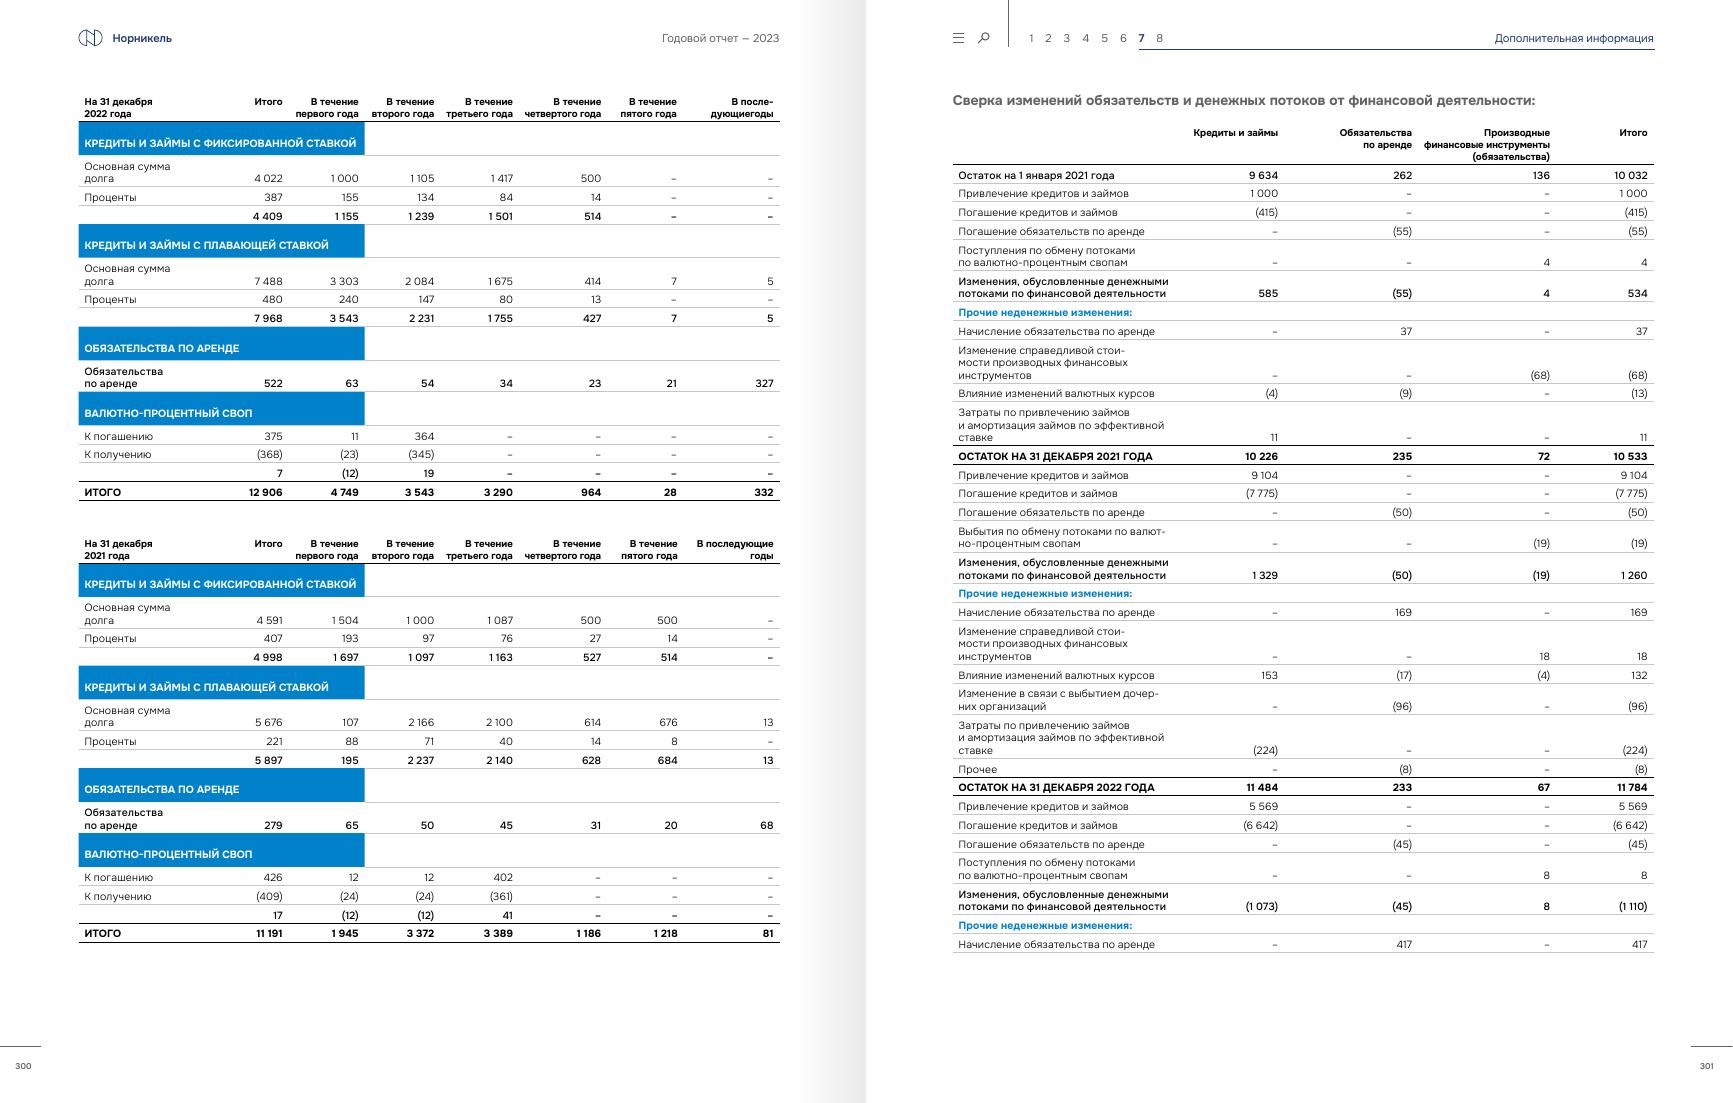 Норникель
Годовой отчет — 2023
На 31 декабря 2022 года Итого В течение первого года В течение второго года В течение третьего года В течение четвертого года В течение пятого года В после-дующиегоды
КРЕДИТЫ И ЗАЙМЫ С ФИКСИРОВАННОЙ СТАВКОЙ
Основная сумма
долга 4 022 1 000 1 105 1 417 500 – –
Проценты 387 155 134 84 14 – –
4 409 1 155 1 239 1 501 514 – –
КРЕДИТЫ И ЗАЙМЫ С ПЛАВАЮЩЕЙ СТАВКОЙ
Основная сумма
долга 7 488 3 303 2 084 1 675 414 7 5
Проценты 480 240 147 80 13 – –
7 968 3 543 2 231 1 755 427 7 5
ОБЯЗАТЕЛЬСТВА ПО АРЕНДЕ
Обязательства
по аренде 522 63 54 34 23 21 327
ВАЛЮТНО-ПРОЦЕНТНЫЙ СВОП
К погашению 375 11 364 – – – –
К получению (368) (23) (345) – – – –
7 (12) 19 – – – –
ИТОГО 12 906 4 749 3 543 3 290 964 28 332
На 31 декабря 2021 года Итого В течение первого года В течение второго года В течение третьего года В течение четвертого года В течение пятого года В последующие годы
КРЕДИТЫ И ЗАЙМЫ С ФИКСИРОВАННОЙ СТАВКОЙ
Основная сумма
долга 4 591 1 504 1 000 1 087 500 500 –
Проценты 407 193 97 76 27 14 –
4 998 1 697 1 097 1 163 527 514 –
КРЕДИТЫ И ЗАЙМЫ С ПЛАВАЮЩЕЙ СТАВКОЙ
Основная сумма
долга 5 676 107 2 166 2 100 614 676 13
Проценты 221 88 71 40 14 8 –
5 897 195 2 237 2 140 628 684 13
ОБЯЗАТЕЛЬСТВА ПО АРЕНДЕ
Обязательства
по аренде 279 65 50 45 31 20 68
ВАЛЮТНО-ПРОЦЕНТНЫЙ СВОП
К погашению 426 12 12 402 – – –
К получению (409) (24) (24) (361) – – –
17 (12) (12) 41 – – –
ИТОГО 11 191 1 945 3 372 3 389 1 186 1 218 81
300
1 2 3 4 5 6 7 8
Дополнительная информация
Сверка изменений обязательств и денежных потоков от финансовой деятельности:
Кредиты и займы Обязательства по аренде Производные финансовые инструменты (обязательства) Итого
Остаток на 1 января 2021 года 9 634 262 136 10 032
Привлечение кредитов и займов 1 000 – – 1 000
Погашение кредитов и займов (415) – – (415)
Погашение обязательств по аренде – (55) – (55)
Поступления по обмену потоками
по валютно-процентным свопам – – 4 4
Изменения, обусловленные денежными
потоками по финансовой деятельности 585 (55) 4 534
Прочие неденежные изменения:
Начисление обязательства по аренде – 37 – 37
Изменение справедливой стои-
мости производных финансовых
инструментов – – (68) (68)
Влияние изменений валютных курсов (4) (9) – (13)
Затраты по привлечению займов
и амортизация займов по эффективной
ставке 11 – – 11
ОСТАТОК НА 31 ДЕКАБРЯ 2021 ГОДА 10 226 235 72 10 533
Привлечение кредитов и займов 9 104 – – 9 104
Погашение кредитов и займов (7 775) – – (7 775)
Погашение обязательств по аренде – (50) – (50)
Выбытия по обмену потоками по валют-
но-процентным свопам – – (19) (19)
Изменения, обусловленные денежными
потоками по финансовой деятельности 1 329 (50) (19) 1 260
Прочие неденежные изменения:
Начисление обязательства по аренде – 169 – 169
Изменение справедливой стои-
мости производных финансовых
инструментов – – 18 18
Влияние изменений валютных курсов 153 (17) (4) 132
Изменение в связи с выбытием дочер-
них организаций – (96) – (96)
Затраты по привлечению займов
и амортизация займов по эффективной
ставке (224) – – (224)
Прочее – (8) – (8)
ОСТАТОК НА 31 ДЕКАБРЯ 2022 ГОДА 11 484 233 67 11 784
Привлечение кредитов и займов 5 569 – – 5 569
Погашение кредитов и займов (6 642) – – (6 642)
Погашение обязательств по аренде – (45) – (45)
Поступления по обмену потоками
по валютно-процентным свопам – – 8 8
Изменения, обусловленные денежными
потоками по финансовой деятельности (1 073) (45) 8 (1 110)
Прочие неденежные изменения:
Начисление обязательства по аренде – 417 – 417
301